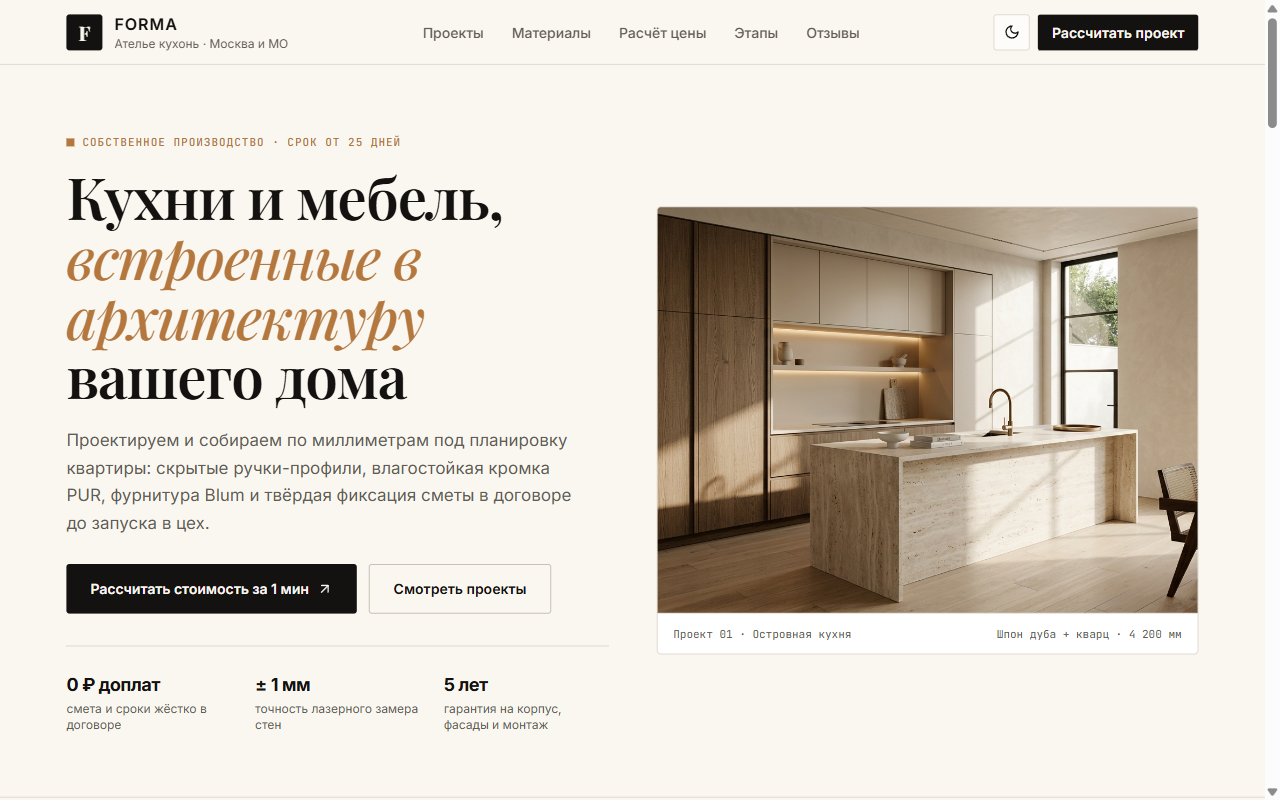 F
FORMA
Ателье кухонь · Москва и МО
Проекты
Материалы
Расчёт цены
Этапы
Отзывы
Рассчитать проект
СОБСТВЕННОЕ ПРОИЗВОДСТВО · СРОК ОТ 25 ДНЕЙ
Кухни и мебель,
встроенные в
архитектуру
вашего дома
Проектируем и собираем по миллиметрам под планировку
квартиры: скрытые ручки-профили, влагостойкая кромка
PUR, фурнитура Blum и твёрдая фиксация сметы в договоре
до запуска в цех.
Рассчитать стоимость за 1 мин
Смотреть проекты
0 ₽ доплат
смета и сроки жёстко в
договоре
± 1 мм
точность лазерного замера
стен
5 лет
гарантия на корпус,
фасады и монтаж
Проект 01 · Островная кухня
Шпон дуба + кварц · 4 200 мм